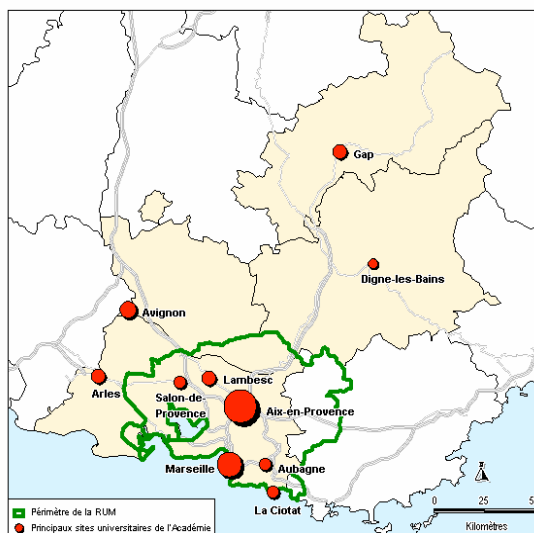 Gap
Digne-les-Bains
Avignon
Lambesc
Arles
Salon-de-
Provence
Aix-en-Provence
Marseille
Aubagne
La Ciotat
N
0 25 5
Kilomètres
Périmètre de la RUM
Principaux sites universitaires de l'Académie